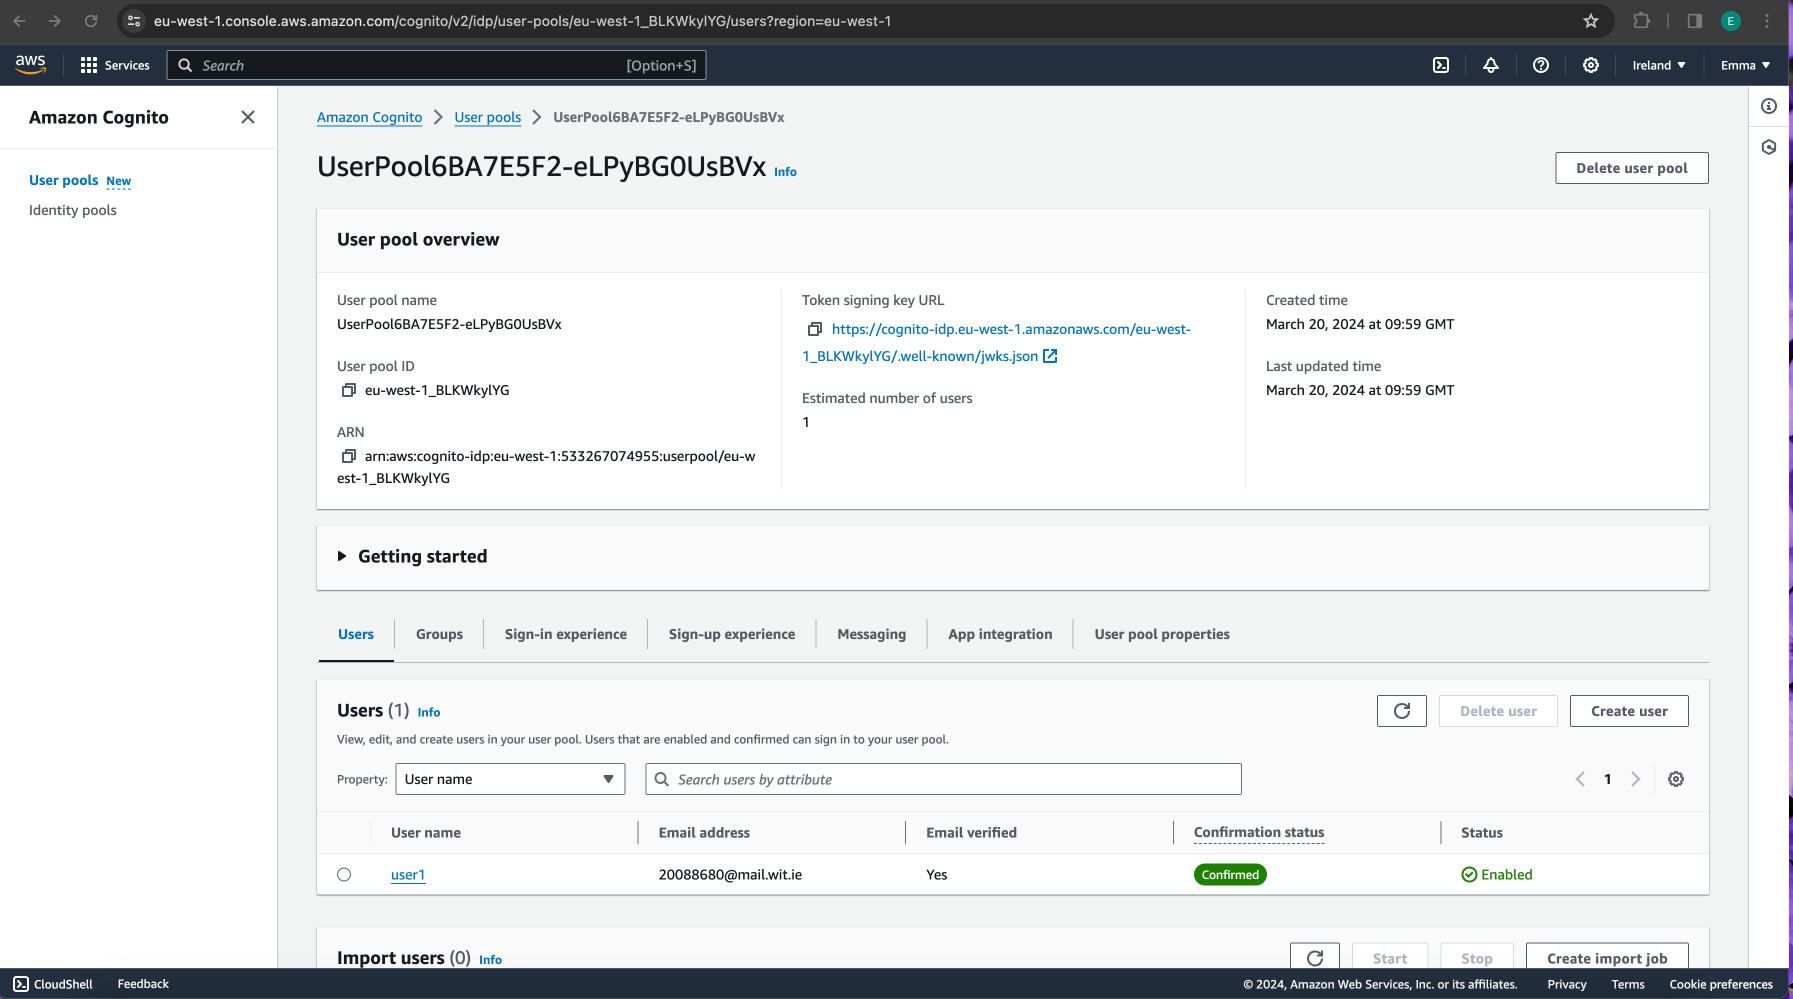 eu-west-1.console.aws.amazon.com/cognito/v2/idp/user-pools/eu-west-1_BLKWkylYG/users?region=eu-west-1
E
aws
Services
Search
[Option+S]
Ireland
Emma
Amazon Cognito
User pools New
Identity pools
Amazon Cognito
User pools
UserPool6BA7E5F2-eLPyBG0UsBVx
UserPool6BA7E5F2-eLPyBG0UsBVx Info
Delete user pool
User pool overview
User pool name
UserPool6BA7E5F2-eLPyBG0UsBVx
User pool ID
eu-west-1_BLKWkylYG
ARN
arn:aws:cognito-idp:eu-west-1:533267074955:userpool/eu-w
est-1_BLKWkylYG
Token signing key URL
https://cognito-idp.eu-west-1.amazonaws.com/eu-west-
1_BLKWkylYG/.well-known/jwks.json
Estimated number of users
1
Created time
March 20, 2024 at 09:59 GMT
Last updated time
March 20, 2024 at 09:59 GMT
Getting started
Users
Groups
Sign-in experience
Sign-up experience
Messaging
App integration
User pool properties
Users (1) Info
Delete user
Create user
View, edit, and create users in your user pool. Users that are enabled and confirmed can sign in to your user pool.
Property: User name
Search users by attribute
1
User name
Email address
Email verified
Confirmation status
Status
user1
20088680@mail.wit.ie
Yes
Confirmed
Enabled
Import users (0) Info
Start
Stop
Create import job
CloudShell
Feedback
© 2024, Amazon Web Services, Inc. or its affiliates.
Privacy
Terms
Cookie preferences